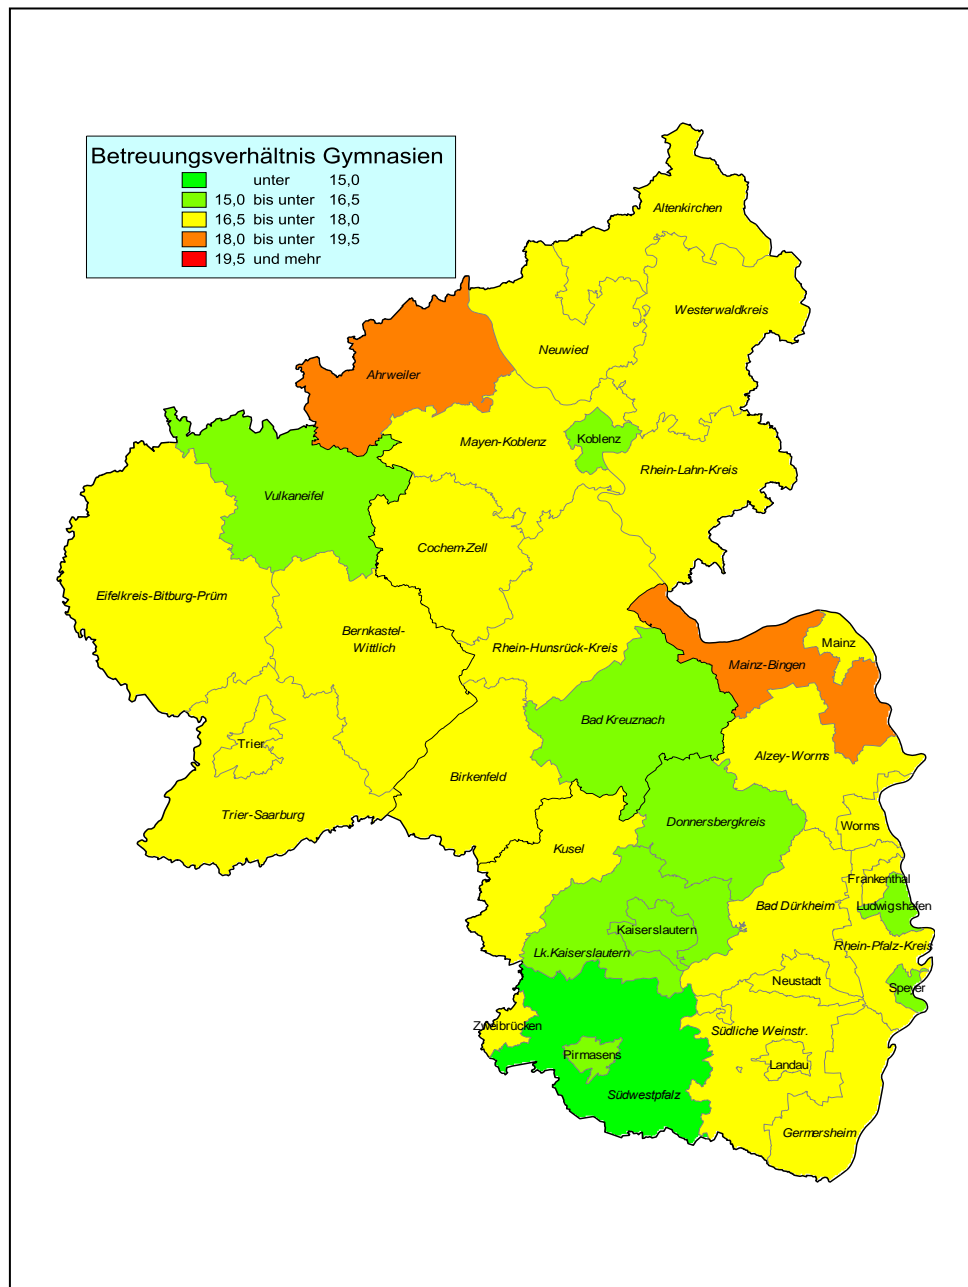 Betreuungsverhältnis Gymnasien
unter 15,0
15,0 bis unter 16,5
16,5 bis unter 18,0
18,0 bis unter 19,5
19,5 und mehr
Altenkirchen
Westerwaldkreis
Neuwied
Ahrweiler
Mayen-Koblenz
Koblenz
Rhein-Lahn-Kreis
Vulkaneifel
Cochem-Zell
Eifelkreis-Bitburg-Prüm
Bernkastel-
Wittlich
Rhein-Hunsrück-Kreis
Mainz
Mainz-Bingen
Bad Kreuznach
Trier
Alzey-Worms
Birkenfeld
Trier-Saarburg
Donnersbergkreis
Worms
Kusel
Frankenthal
Ludwigshafen
Bad Dürkheim
Kaiserslautern
Rhein-Pfalz-Kreis
Lk.Kaiserslautern
Neustadt
Speyer
Zweibrücken
Südliche Weinstr.
Pirmasens
Landau
Südwestpfalz
Germersheim